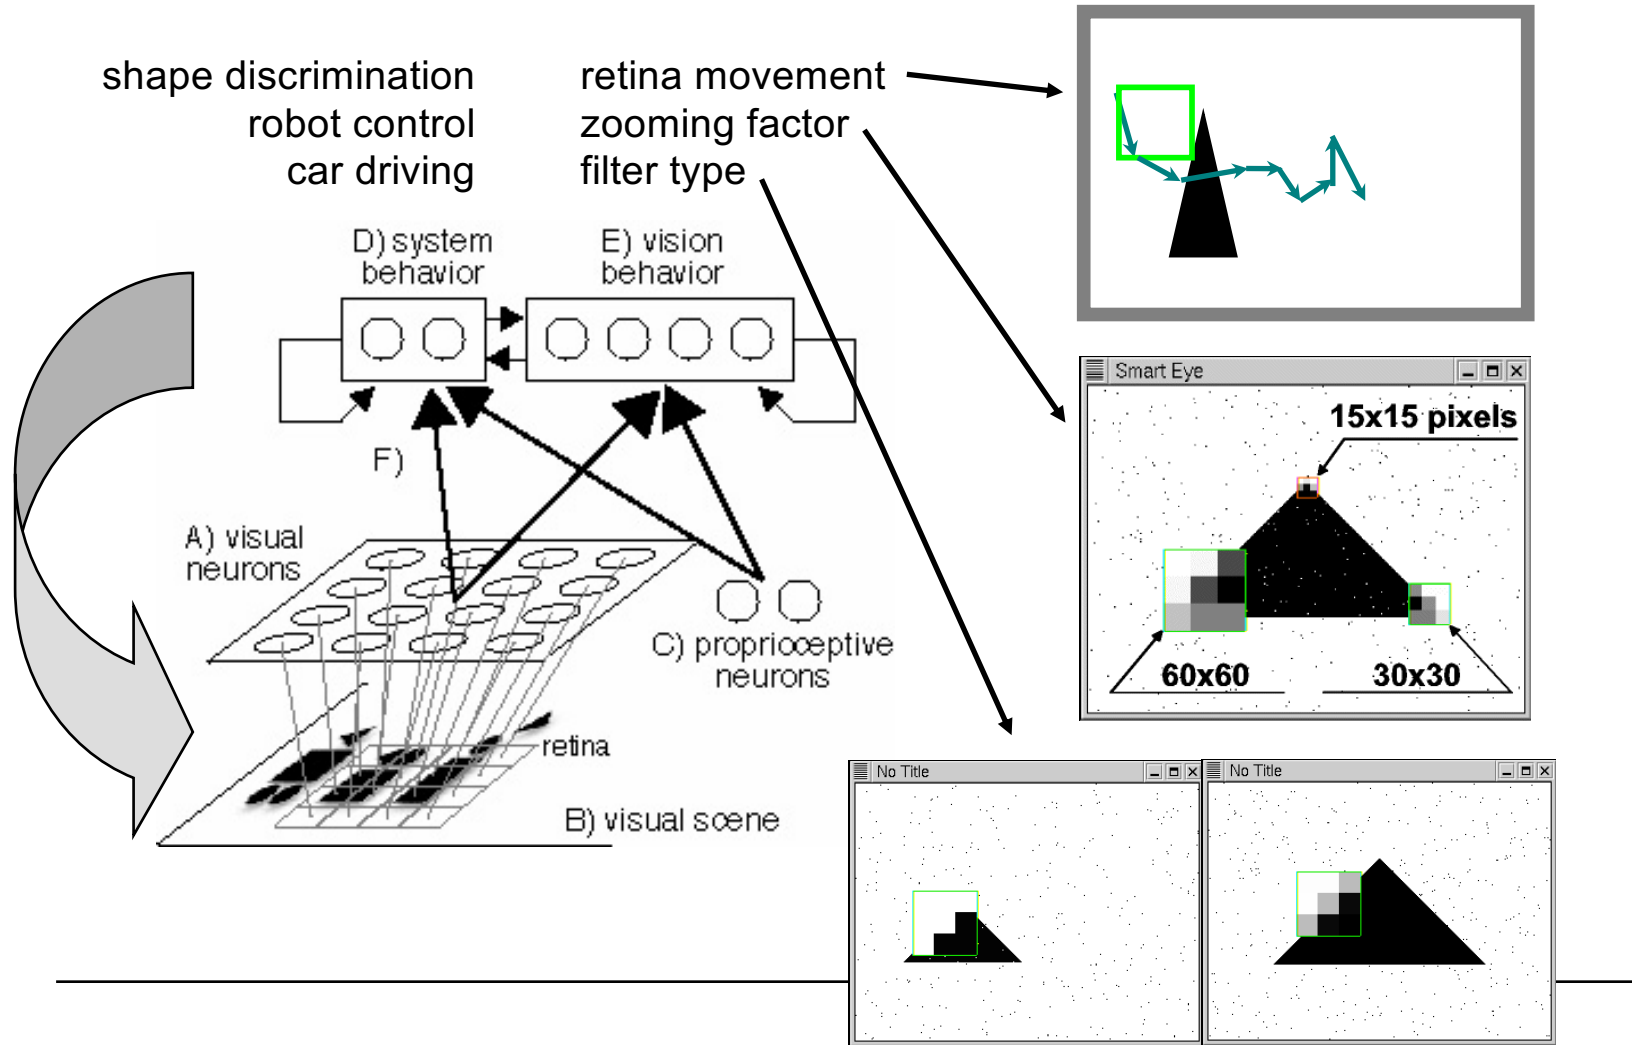 shape discrimination
robot control
car driving
retina movement
zooming factor
filter type
D) system
behavior
E) vision
behavior
F)
A) visual
neurons
C) proprioceptive
neurons
retina
B) visual scene
Smart Eye
15x15 pixels
60x60
30x30
No Title
No Title